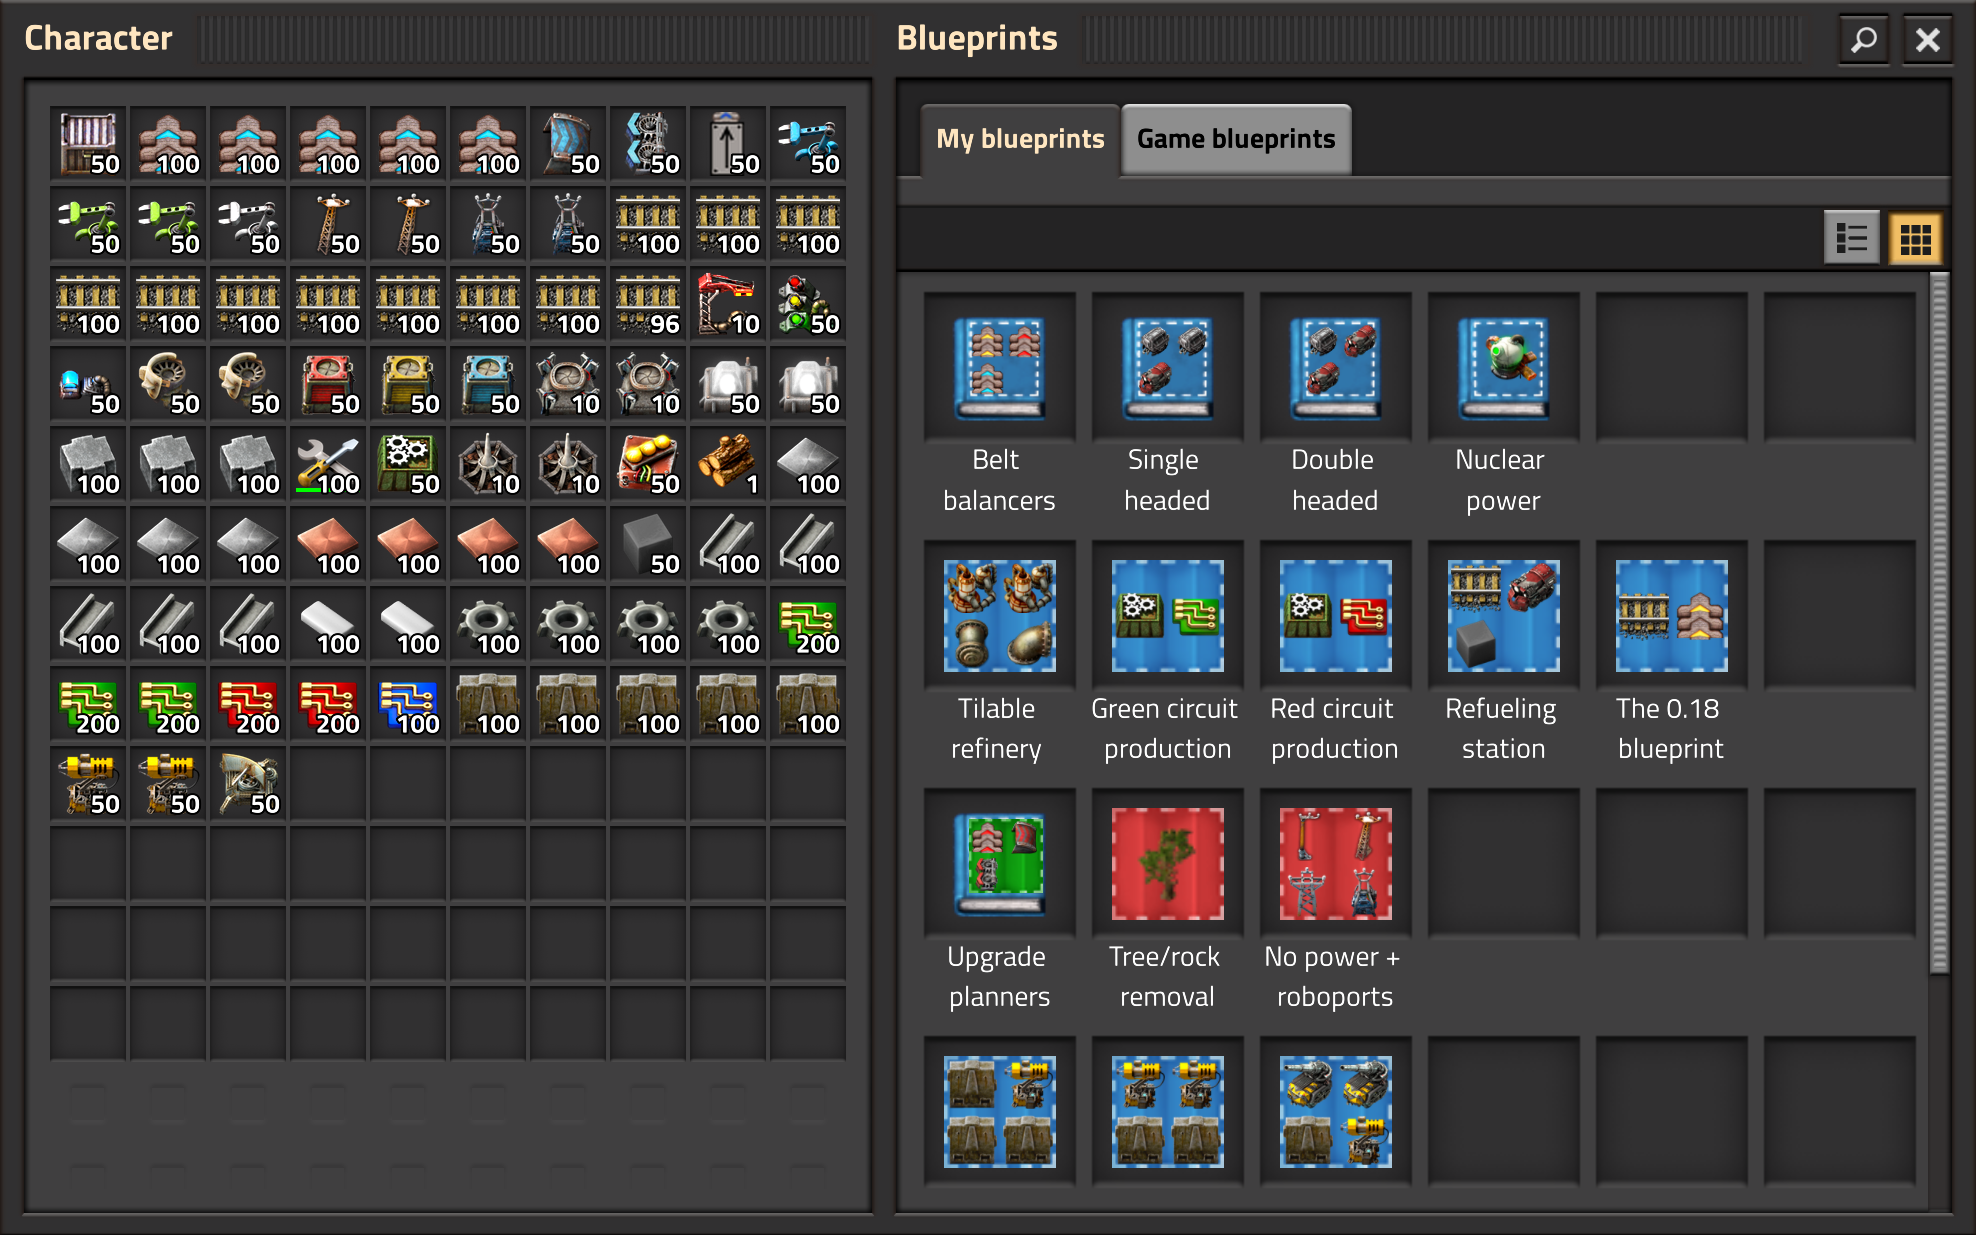 Character
50 100 100 100 100 100 50 50 50 50
50 50 50 50 50 50 50 100 100 100
100 100 100 100 100 100 100 96 10 50
50 50 50 50 50 50 10 10 50 50
100 100 100 100 50 10 10 50 1 100
100 100 100 100 100 100 100 50 100 100
100 100 100 100 100 100 100 100 100 200
200 200 200 200 100 100 100 100 100 100
50 50 50
Blueprints
My blueprints Game blueprints
Belt
balancers
Single
headed
Double
headed
Nuclear
power
Tilable
refinery
Green circuit
production
Red circuit
production
Refueling
station
The 0.18
blueprint
Upgrade
planners
Tree/rock
removal
No power +
roboports